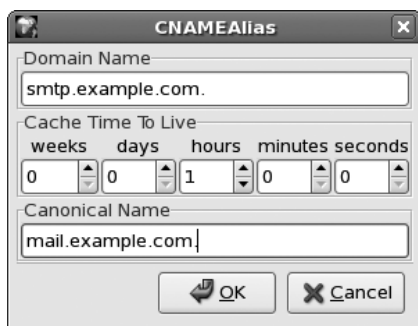 CNAMEAlias
Domain Name
smtp.example.com.
Cache Time To Live
weeks days hours minutes seconds
0 0 1 0 0
Canonical Name
mail.example.com.
OK Cancel